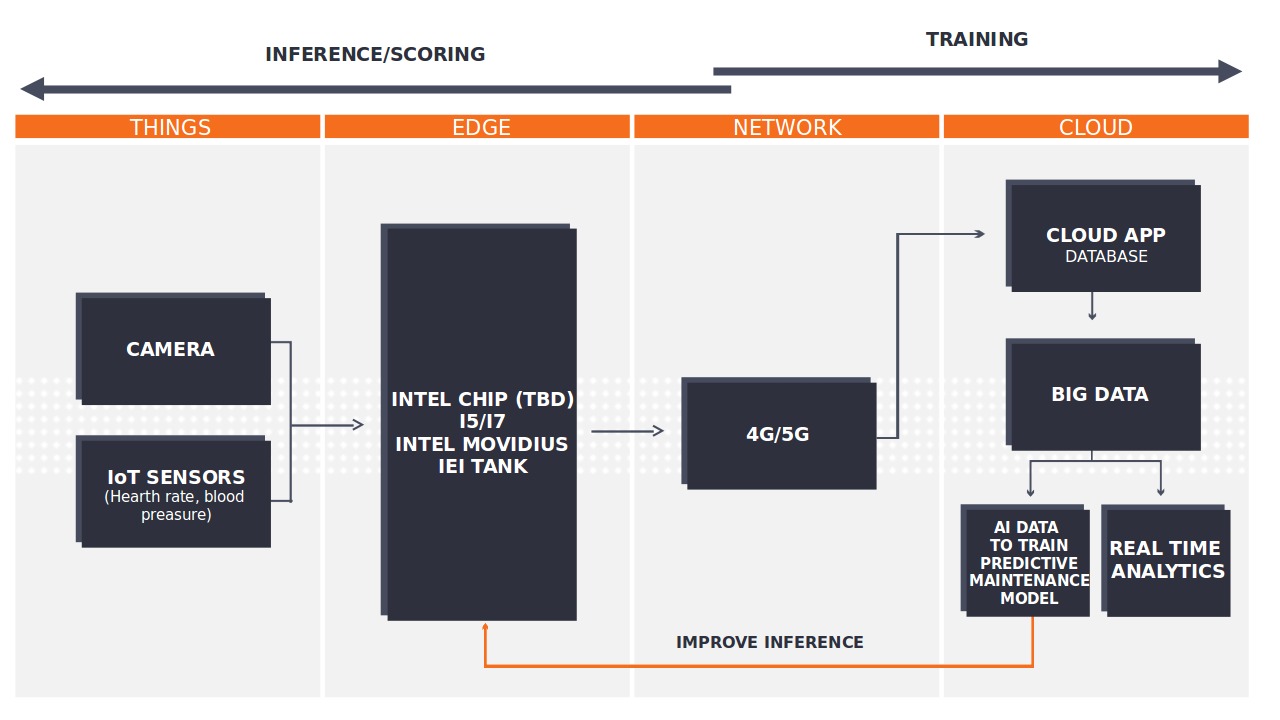 INFERENCE/SCORING
TRAINING
THINGS
EDGE
NETWORK
CLOUD
CAMERA
IoT SENSORS
(Hearth rate, blood
preasure)
INTEL CHIP (TBD)
I5/I7
INTEL MOVIDIUS
IEI TANK
4G/5G
CLOUD APP
DATABASE
BIG DATA
AI DATA
TO TRAIN
PREDICTIVE
MAINTENANCE
MODEL
REAL TIME
ANALYTICS
IMPROVE INFERENCE